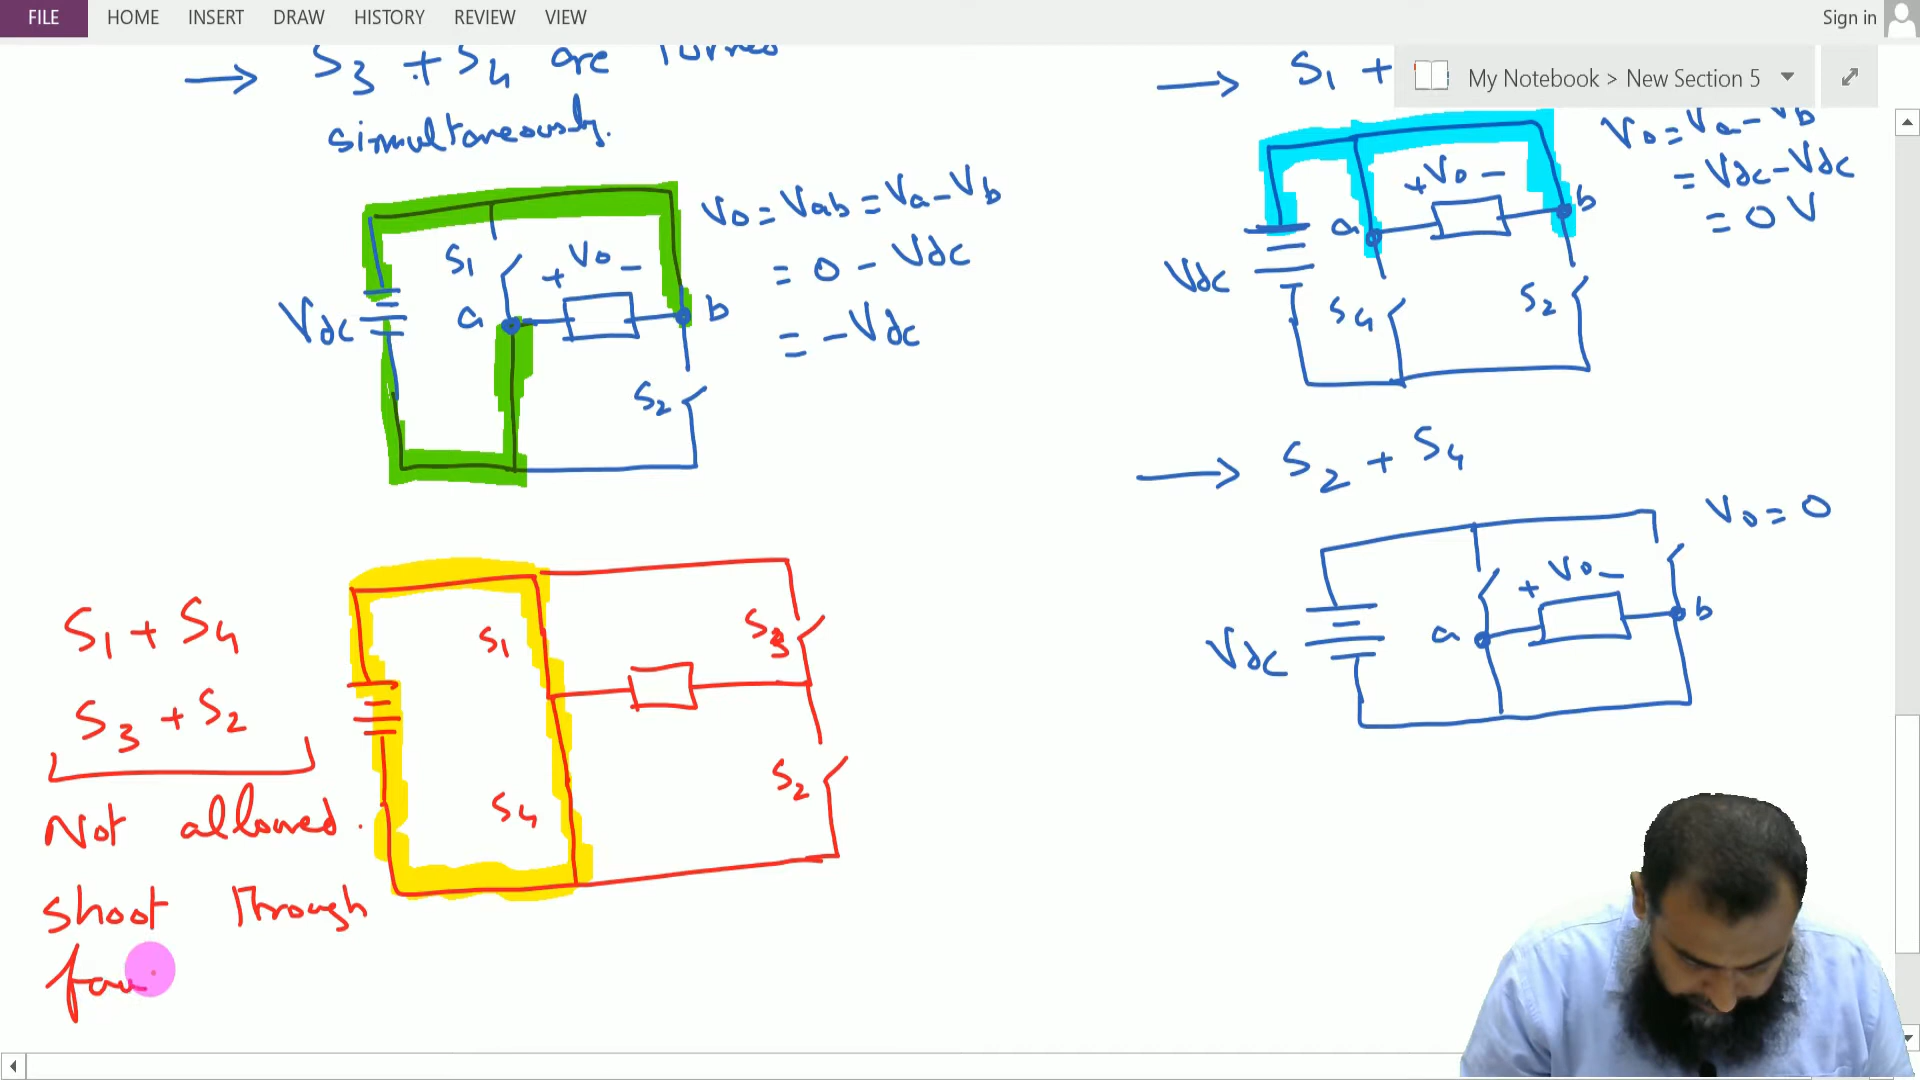 FILE HOME INSERT DRAW HISTORY REVIEW VIEW Sign in
My Notebook > New Section 5
→ S3 + S4 are Turned
simultaneously.
S1
+ Vo -
a
b
Vdc
S2
Vo = Vab = Va - Vb
= 0 - Vdc
= - Vdc
→ S1 +
Vo = Va - Vb
= Vdc - Vdc
= 0 V
+ Vo -
a
b
Vdc
S4
S2
→ S2 + S4
Vo = 0
+ Vo -
a
b
Vdc
S1 + S4
S3 + S2
Not allowed.
Shoot Through
fau
S1
S3
S4
S2